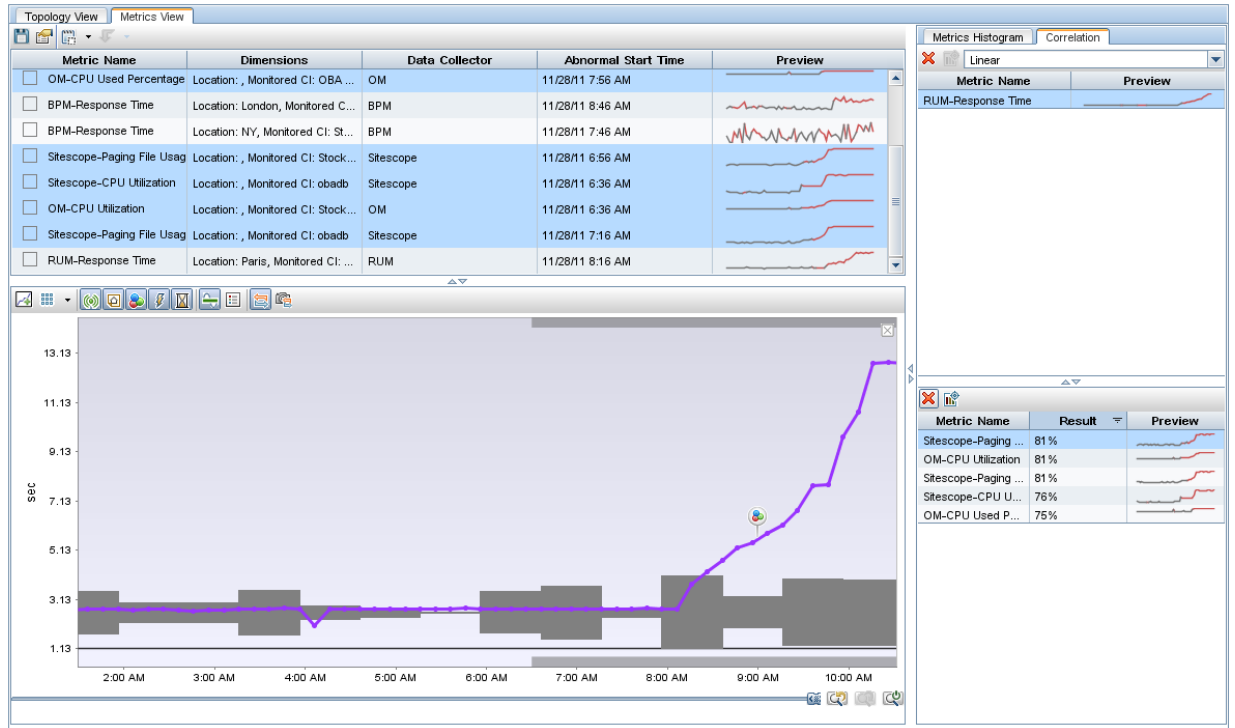 Topology View Metrics View
Metric Name Dimensions Data Collector Abnormal Start Time Preview
OM-CPU Used Percentage Location: , Monitored CI: OBA ... OM 11/28/11 7:56 AM
BPM-Response Time Location: London, Monitored C... BPM 11/28/11 8:46 AM
BPM-Response Time Location: NY, Monitored CI: St... BPM 11/28/11 7:46 AM
Sitescope-Paging File Usag Location: , Monitored CI: Stock... Sitescope 11/28/11 6:56 AM
Sitescope-CPU Utilization Location: , Monitored CI: obadb Sitescope 11/28/11 6:36 AM
OM-CPU Utilization Location: , Monitored CI: Stock... OM 11/28/11 6:36 AM
Sitescope-Paging File Usag Location: , Monitored CI: obadb Sitescope 11/28/11 7:16 AM
RUM-Response Time Location: Paris, Monitored CI: ... RUM 11/28/11 8:16 AM
13.13
11.13
9.13
7.13
5.13
3.13
1.13
sec
2:00 AM 3:00 AM 4:00 AM 5:00 AM 6:00 AM 7:00 AM 8:00 AM 9:00 AM 10:00 AM
Metrics Histogram Correlation
Linear
Metric Name Preview
RUM-Response Time
Metric Name Result Preview
Sitescope-Paging ... 81%
OM-CPU Utilization 81%
Sitescope-Paging ... 81%
Sitescope-CPU U... 76%
OM-CPU Used P... 75%